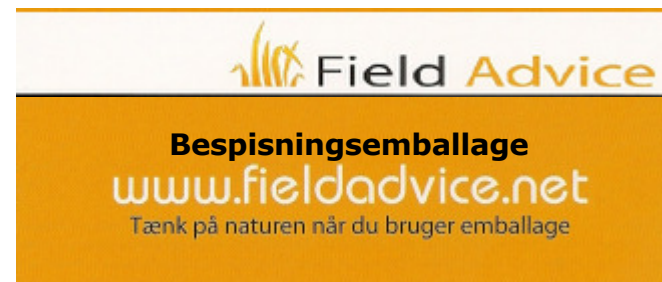 Field Advice
Bespisningsemballage
www.fieldadvice.net
Tænk på naturen når du bruger emballage